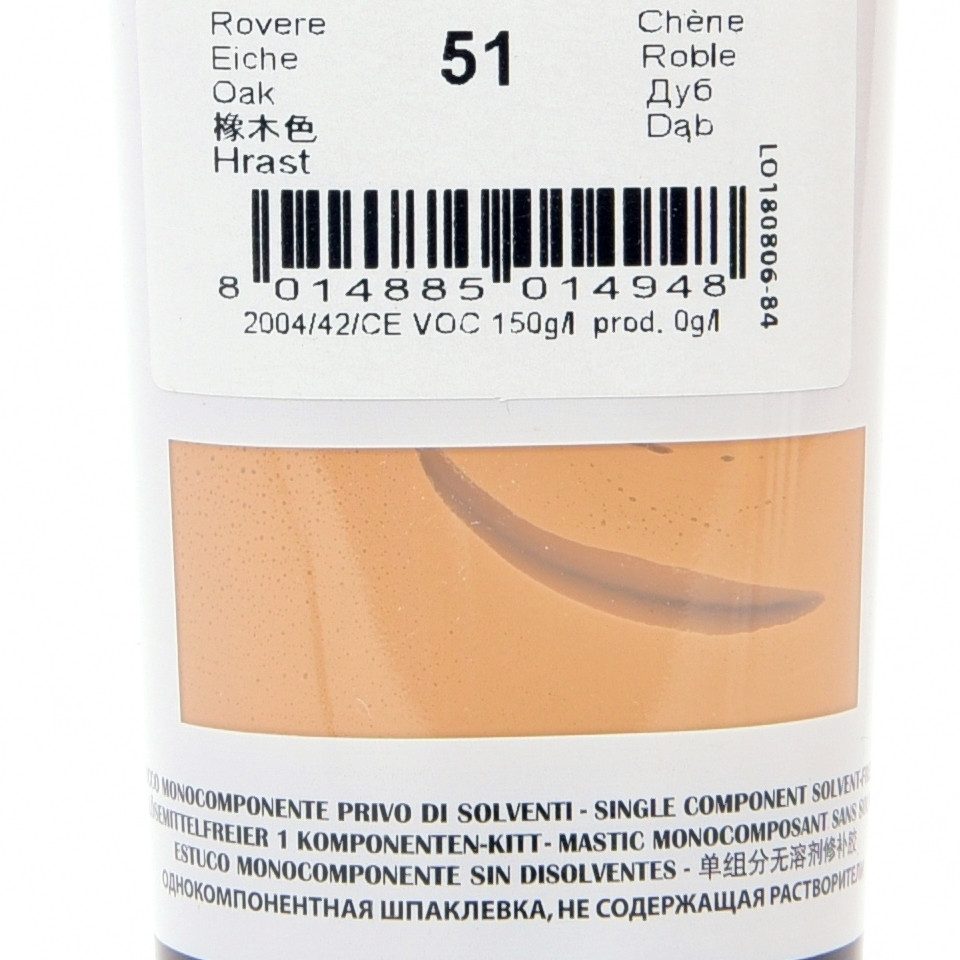 Rovere
Eiche
Oak
橡木色
Hrast
51
Chène
Roble
Дуб
Dąb
LO180806-84
8 014885 014948
2004/42/CE VOC 150g/l prod. 0g/l
MONOCOMPONENTE PRIVO DI SOLVENTI - SINGLE COMPONENT SOLVENT-
1 KOMPONENTEN-KITT - MASTIC MONOCOMPOSANT SANS
ESTUCO MONOCOMPONENTE SIN DISOLVENTES - 单组分无溶剂修补胶
ОДНОКОМПОНЕНТНАЯ ШПАКЛЕВКА, НЕ СОДЕРЖАЩАЯ